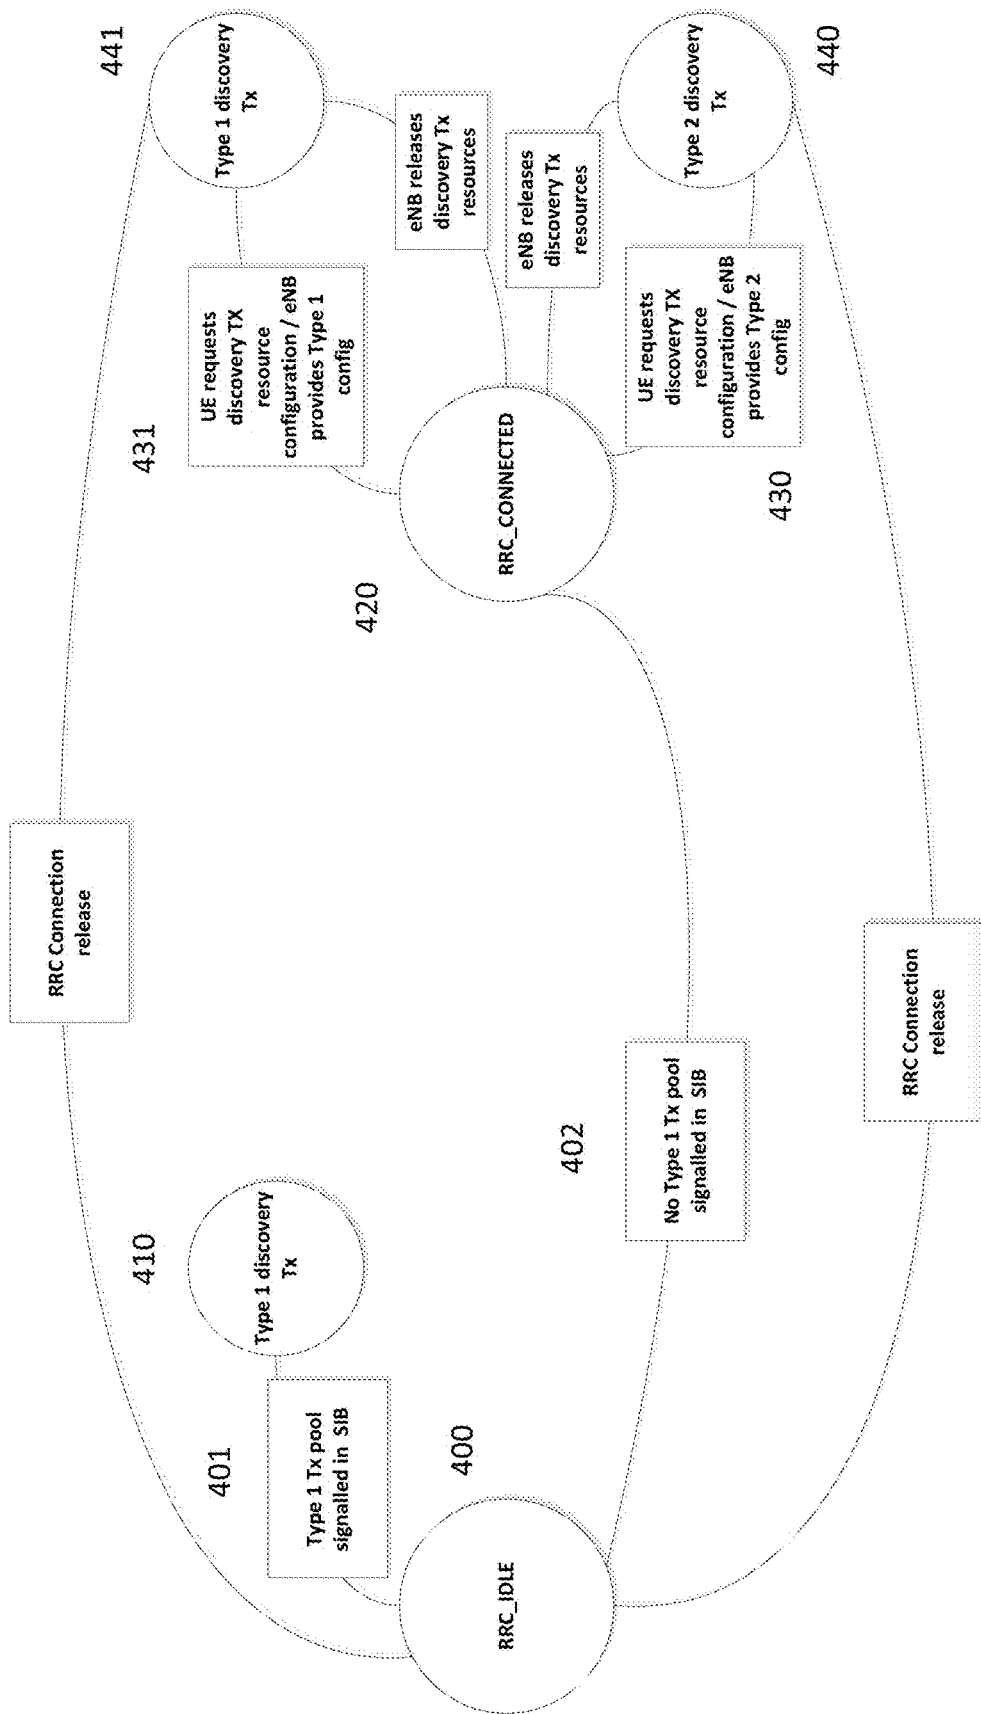 RRC Connection
release
441
Type 1 discovery
Tx
431
UE requests
discovery TX
resource
configuration / eNB
provides Type 1
config
410
Type 1 discovery
Tx
401
Type 1 Tx pool
signalled in SIB
400
RRC_IDLE
420
RRC_CONNECTED
eNB releases
discovery Tx
resources
eNB releases
discovery Tx
resources
402
No Type 1 Tx pool
signalled in SIB
UE requests
discovery TX
resource
configuration / eNB
provides Type 2
config
430
Type 2 discovery
Tx
440
RRC Connection
release